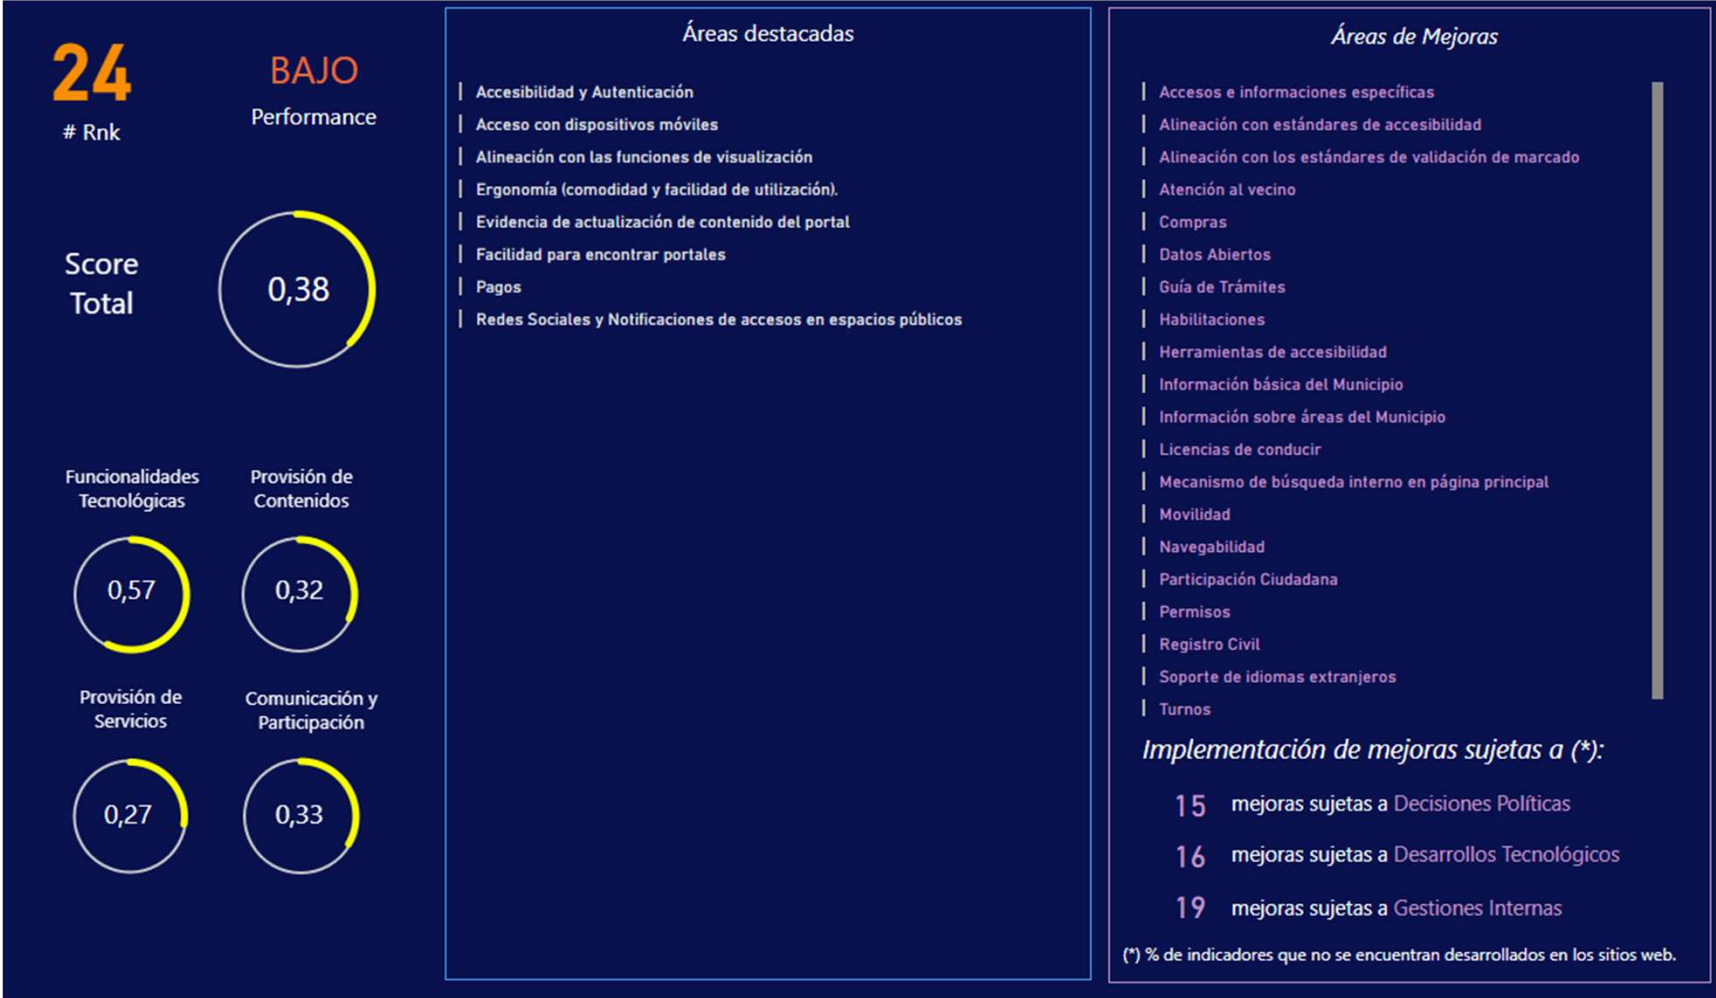 24
# Rnk
BAJO
Performance
Score
Total
0,38
Funcionalidades
Tecnológicas
0,57
Provisión de
Contenidos
0,32
Provisión de
Servicios
0,27
Comunicación y
Participación
0,33
Áreas destacadas
Accesibilidad y Autenticación
Acceso con dispositivos móviles
Alineación con las funciones de visualización
Ergonomía (comodidad y facilidad de utilización).
Evidencia de actualización de contenido del portal
Facilidad para encontrar portales
Pagos
Redes Sociales y Notificaciones de accesos en espacios públicos
Áreas de Mejoras
Accesos e informaciones específicas
Alineación con estándares de accesibilidad
Alineación con los estándares de validación de marcado
Atención al vecino
Compras
Datos Abiertos
Guía de Trámites
Habilitaciones
Herramientas de accesibilidad
Información básica del Municipio
Información sobre áreas del Municipio
Licencias de conducir
Mecanismo de búsqueda interno en página principal
Movilidad
Navegabilidad
Participación Ciudadana
Permisos
Registro Civil
Soporte de idiomas extranjeros
Turnos
Implementación de mejoras sujetas a (*):
15 mejoras sujetas a Decisiones Políticas
16 mejoras sujetas a Desarrollos Tecnológicos
19 mejoras sujetas a Gestiones Internas
(*) % de indicadores que no se encuentran desarrollados en los sitios web.